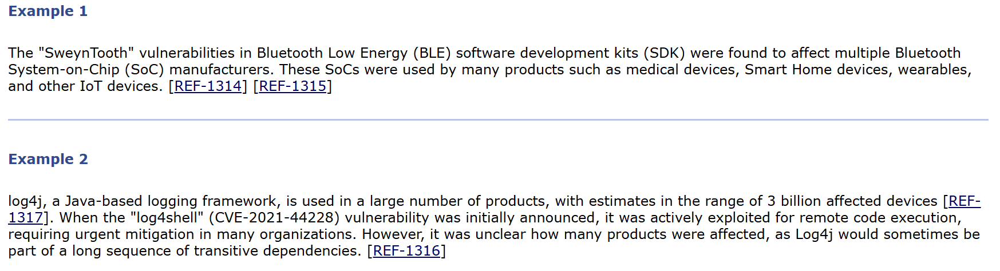 Example 1
The "SweynTooth" vulnerabilities in Bluetooth Low Energy (BLE) software development kits (SDK) were found to affect multiple Bluetooth
System-on-Chip (SoC) manufacturers. These SoCs were used by many products such as medical devices, Smart Home devices, wearables,
and other IoT devices. [REF-1314] [REF-1315]
Example 2
log4j, a Java-based logging framework, is used in a large number of products, with estimates in the range of 3 billion affected devices [REF-
1317]. When the "log4shell" (CVE-2021-44228) vulnerability was initially announced, it was actively exploited for remote code execution,
requiring urgent mitigation in many organizations. However, it was unclear how many products were affected, as Log4j would sometimes be
part of a long sequence of transitive dependencies. [REF-1316]